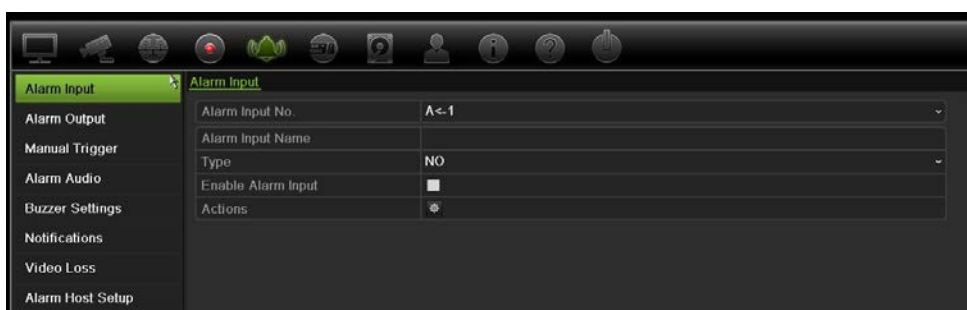 Alarm Input
Alarm Output
Manual Trigger
Alarm Audio
Buzzer Settings
Notifications
Video Loss
Alarm Host Setup
Alarm Input
Alarm Input No. A<-1
Alarm Input Name
Type NO
Enable Alarm Input
Actions